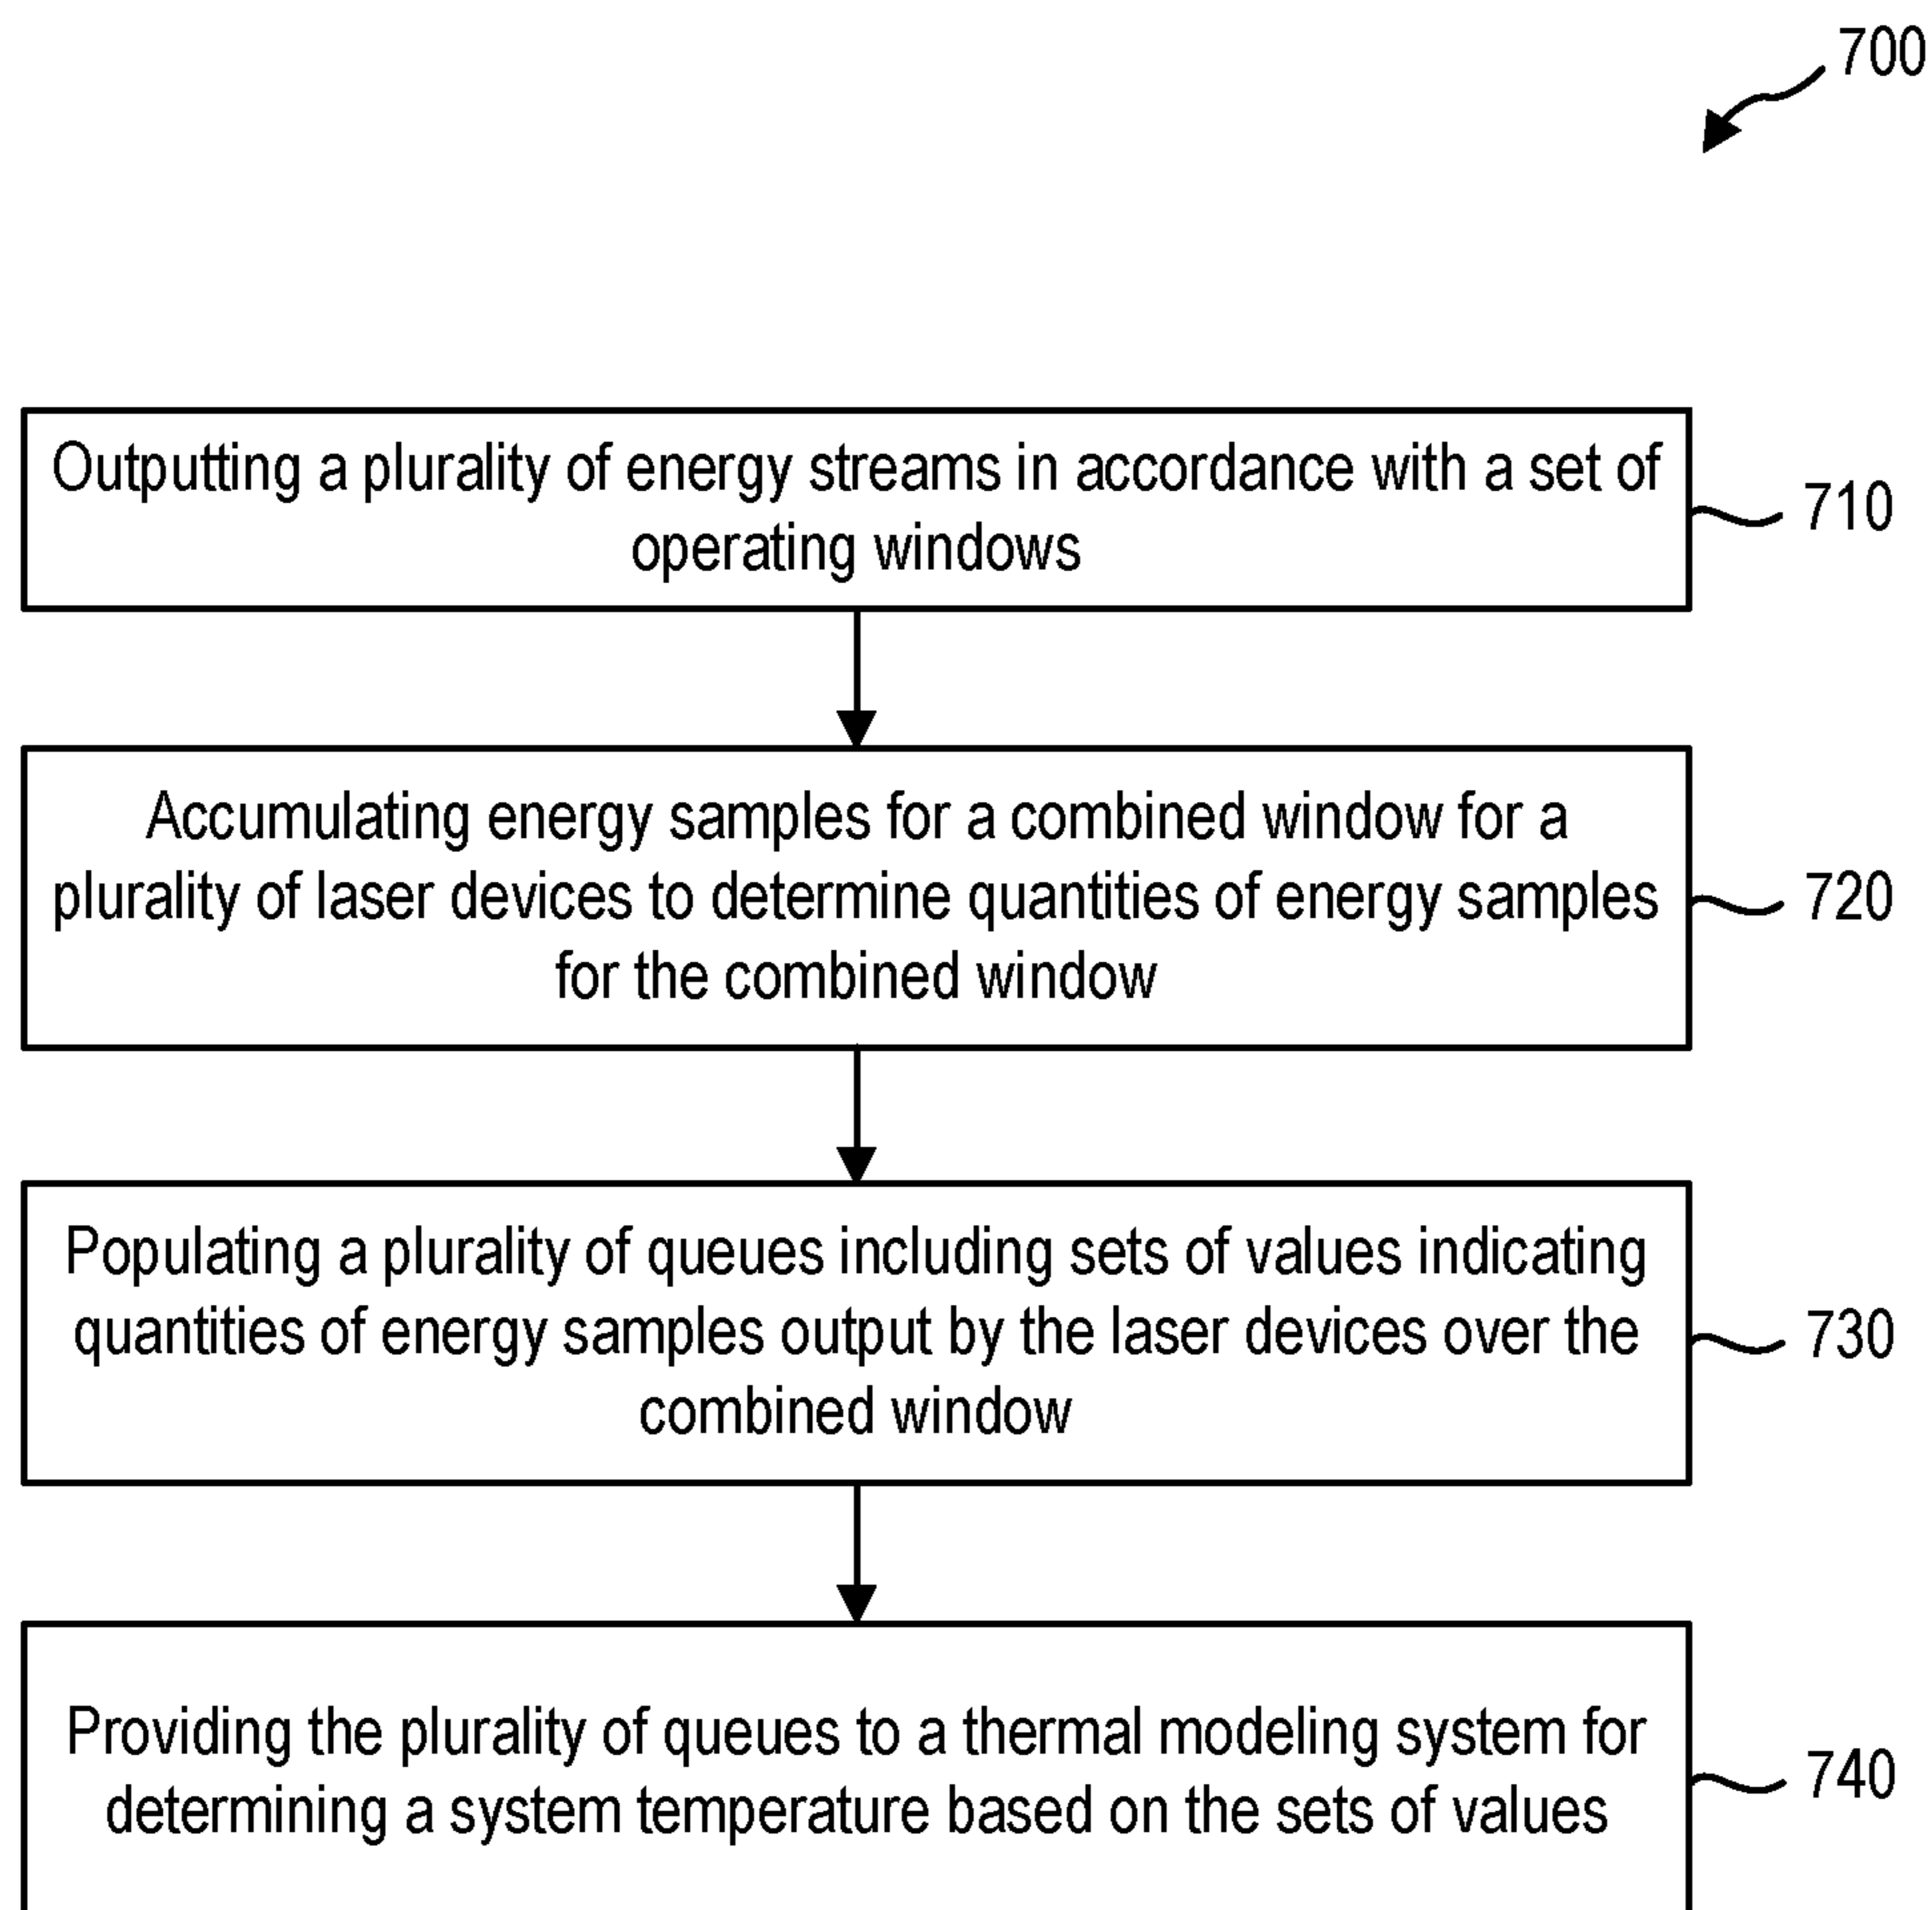 700
Outputting a plurality of energy streams in accordance with a set of
operating windows
710
Accumulating energy samples for a combined window for a
plurality of laser devices to determine quantities of energy samples
for the combined window
720
Populating a plurality of queues including sets of values indicating
quantities of energy samples output by the laser devices over the
combined window
730
Providing the plurality of queues to a thermal modeling system for
determining a system temperature based on the sets of values
740